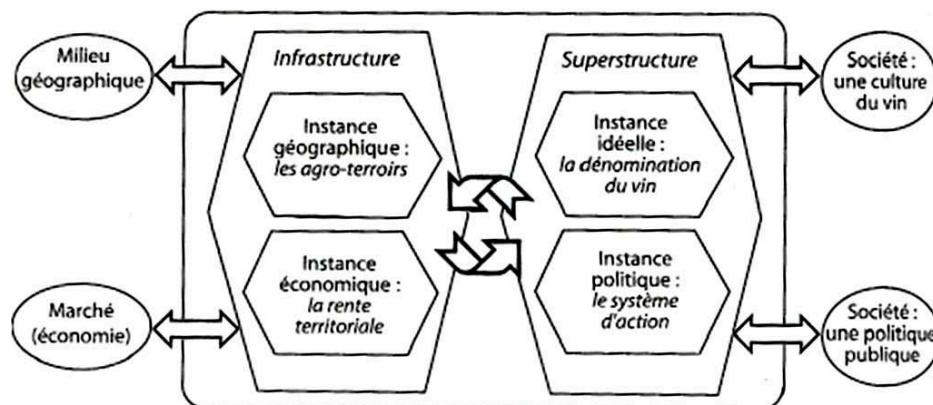 Milieu
géographique
Infrastructure
Superstructure
Société :
une culture
du vin
Instance
géographique :
les agro-terroirs
Instance
idéelle :
la dénomination
du vin
Marché
(économie)
Instance
économique :
la rente
territoriale
Instance
politique :
le système
d'action
Société :
une politique
publique